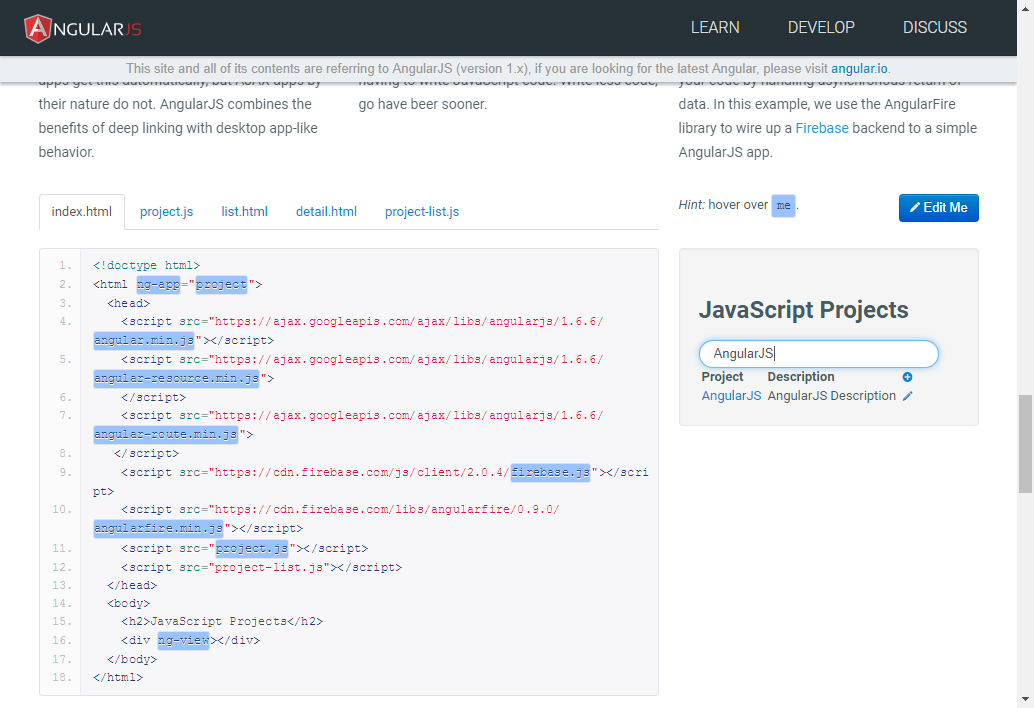 ANGULARJS
LEARN DEVELOP DISCUSS
This site and all of its contents are referring to AngularJS (version 1.x), if you are looking for the latest Angular, please visit angular.io.
their nature do not. AngularJS combines the
benefits of deep linking with desktop app-like
behavior.
go have beer sooner.
data. In this example, we use the AngularFire
library to wire up a Firebase backend to a simple
AngularJS app.
index.html project.js list.html detail.html project-list.js
Hint: hover over me.
Edit Me
1. <!doctype html>
2. <html ng-app="project">
3. <head>
4. <script src="https://ajax.googleapis.com/ajax/libs/angularjs/1.6.6/
angular.min.js"></script>
5. <script src="https://ajax.googleapis.com/ajax/libs/angularjs/1.6.6/
angular-resource.min.js">
6. </script>
7. <script src="https://ajax.googleapis.com/ajax/libs/angularjs/1.6.6/
angular-route.min.js">
8. </script>
9. <script src="https://cdn.firebase.com/js/client/2.0.4/firebase.js"></scri
pt>
10. <script src="https://cdn.firebase.com/libs/angularfire/0.9.0/
angularfire.min.js"></script>
11. <script src="project.js"></script>
12. <script src="project-list.js"></script>
13. </head>
14. <body>
15. <h2>JavaScript Projects</h2>
16. <div ng-view></div>
17. </body>
18. </html>
JavaScript Projects
AngularJS
Project Description
AngularJS AngularJS Description